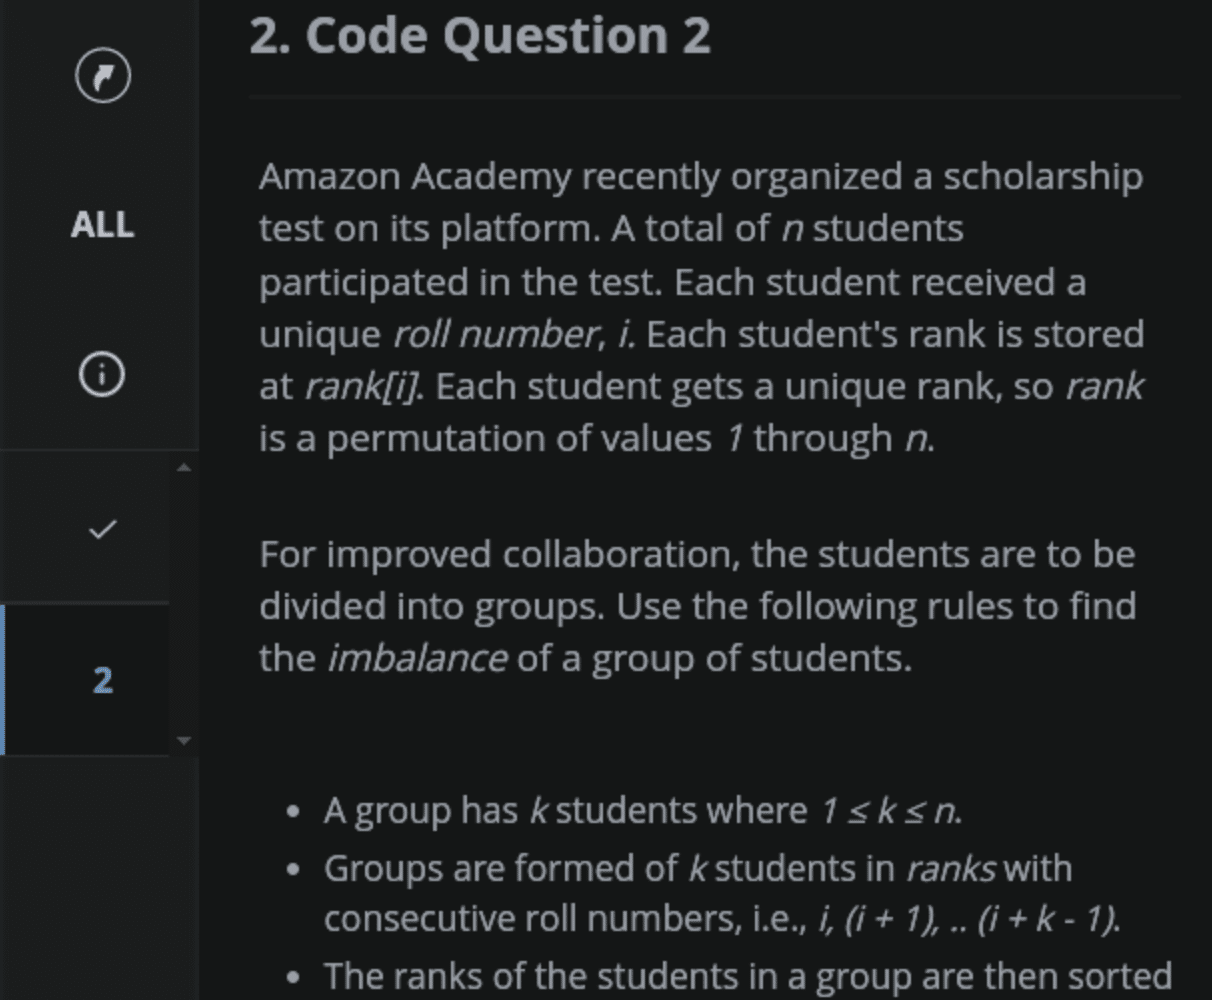 2. Code Question 2
ALL
Amazon Academy recently organized a scholarship
test on its platform. A total of n students
participated in the test. Each student received a
unique roll number, i. Each student's rank is stored
at rank[i]. Each student gets a unique rank, so rank
is a permutation of values 1 through n.
For improved collaboration, the students are to be
divided into groups. Use the following rules to find
the imbalance of a group of students.
2
• A group has k students where 1 ≤ k ≤ n.
• Groups are formed of k students in ranks with
consecutive roll numbers, i.e., i, (i + 1), .. (i + k - 1).
• The ranks of the students in a group are then sorted